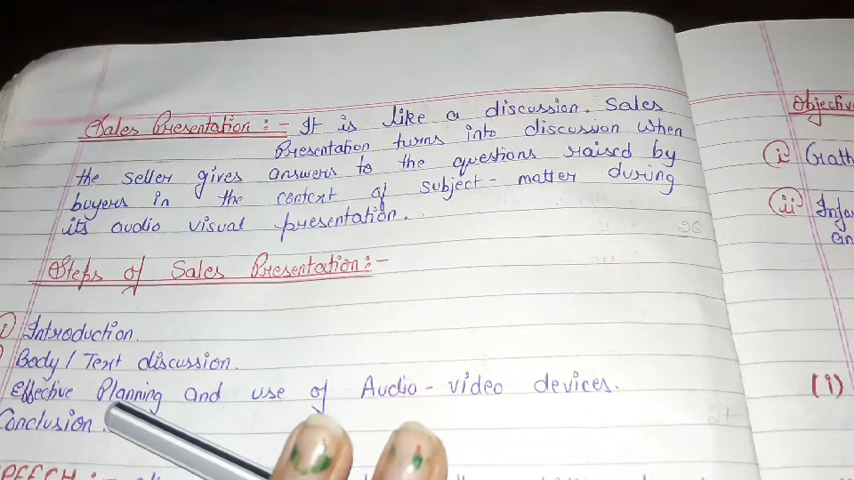 Sales Presentation :- It is like a discussion. Sales
Presentation turns into discussion when
the seller gives answers to the questions raised by
buyers in the context of subject-matter during
its audio visual presentation.
Steps of Sales Presentation :-
(i) Introduction.
Body / Text discussion.
Effective Planning and use of Audio-video devices.
Conclusion.
SPEECH :-
Objective
(i) Gath
(ii) Info
an
(i)